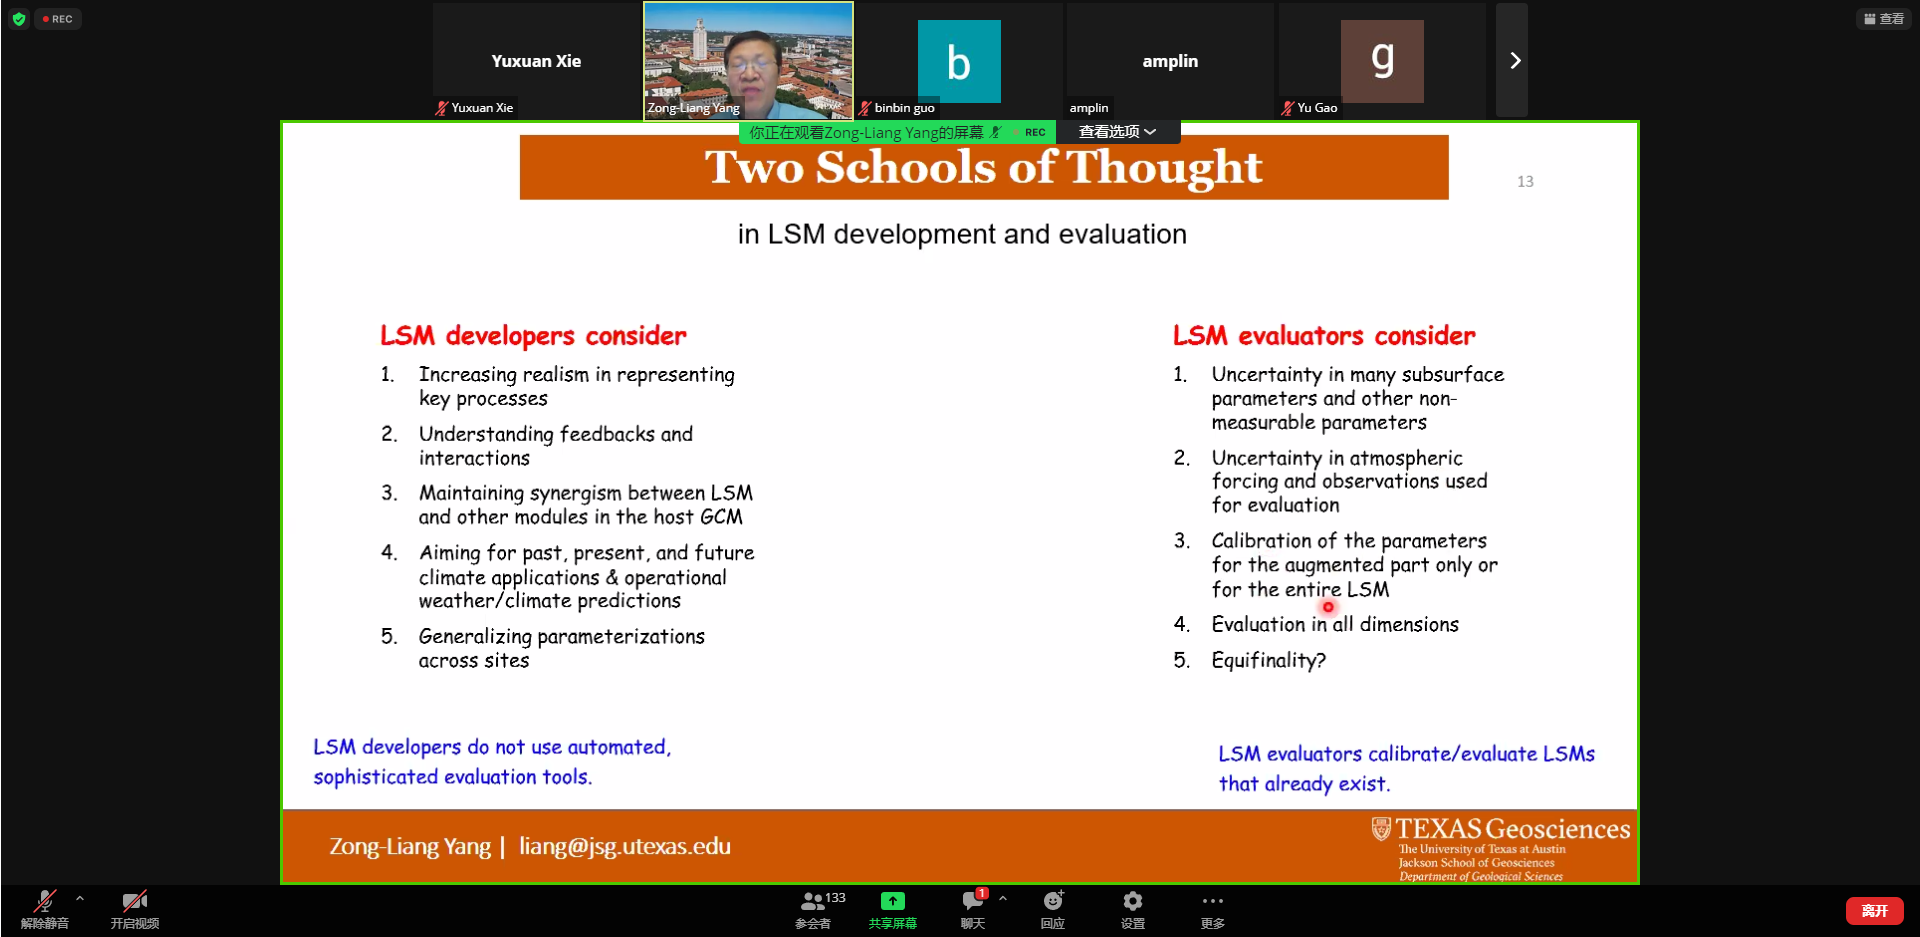 REC
查看
Yuxuan Xie
b
amplin
g
Yuxuan Xie
Zong-Liang Yang
binbin guo
amplin
Yu Gao
你正在观看Zong-Liang Yang的屏幕
REC
查看选项
Two Schools of Thought
13
in LSM development and evaluation
LSM developers consider
1. Increasing realism in representing
key processes
2. Understanding feedbacks and
interactions
3. Maintaining synergism between LSM
and other modules in the host GCM
4. Aiming for past, present, and future
climate applications & operational
weather/climate predictions
5. Generalizing parameterizations
across sites
LSM developers do not use automated,
sophisticated evaluation tools.
LSM evaluators consider
1. Uncertainty in many subsurface
parameters and other non-
measurable parameters
2. Uncertainty in atmospheric
forcing and observations used
for evaluation
3. Calibration of the parameters
for the augmented part only or
for the entire LSM
4. Evaluation in all dimensions
5. Equifinality?
LSM evaluators calibrate/evaluate LSMs
that already exist.
Zong-Liang Yang | liang@jsg.utexas.edu
TEXAS Geosciences
The University of Texas at Austin
Jackson School of Geosciences
Department of Geological Sciences
解除静音
开启视频
133
参会者
共享屏幕
1
聊天
回应
设置
更多
离开